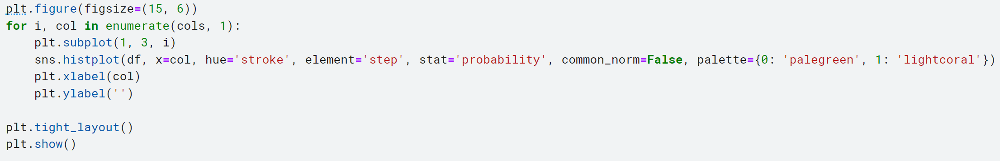 plt.figure(figsize=(15, 6))
for i, col in enumerate(cols, 1):
    plt.subplot(1, 3, i)
    sns.histplot(df, x=col, hue='stroke', element='step', stat='probability', common_norm=False, palette={0: 'palegreen', 1: 'lightcoral'})
    plt.xlabel(col)
    plt.ylabel('')

plt.tight_layout()
plt.show()